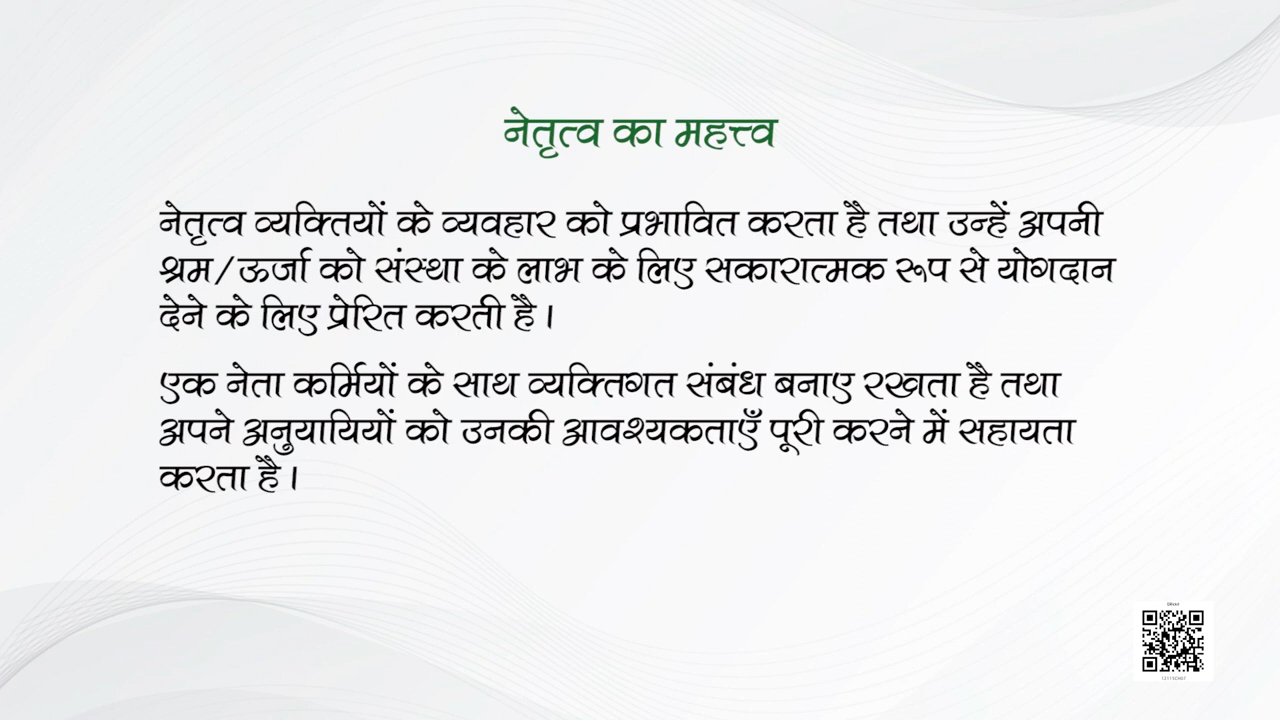 नेतृत्व का महत्त्व
नेतृत्व व्यक्तियों के व्यवहार को प्रभावित करता है तथा उन्हें अपनी
श्रम/ऊर्जा को संस्था के लाभ के लिए सकारात्मक रूप से योगदान
देने के लिए प्रेरित करती है।
एक नेता कर्मियों के साथ व्यक्तिगत संबंध बनाए रखता है तथा
अपने अनुयायियों को उनकी आवश्यकताएँ पूरी करने में सहायता
करता है।